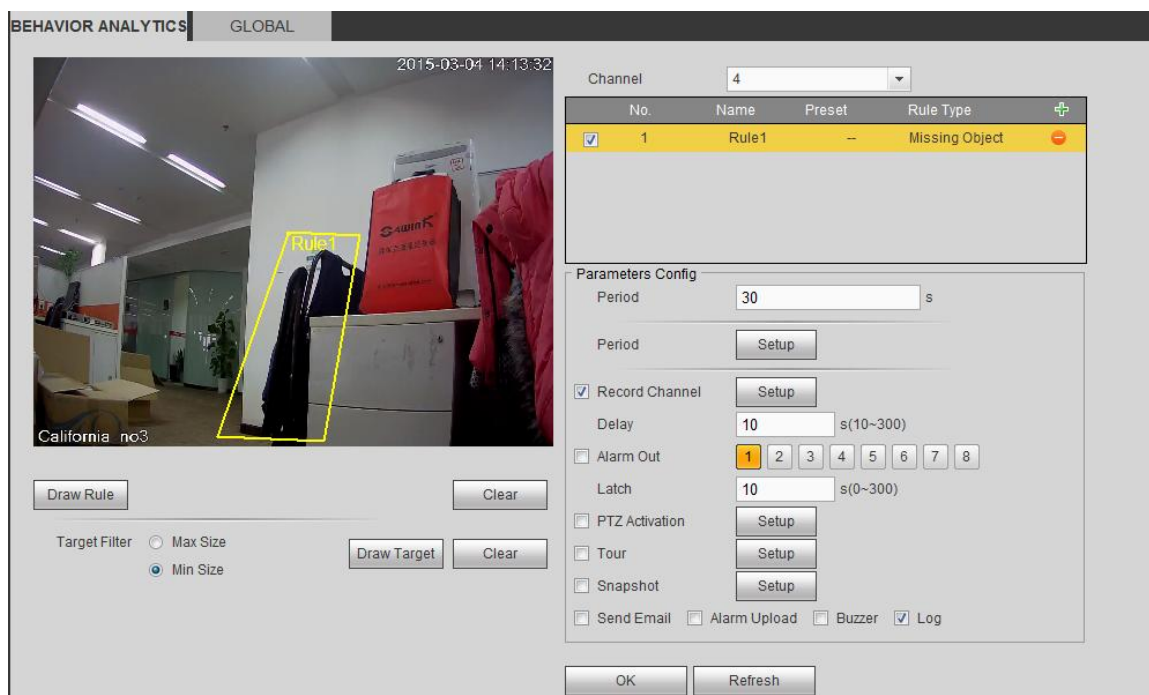 BEHAVIOR ANALYTICS
GLOBAL
2015-03-04 14:13:32
Rule1
SAWINK
California no3
Draw Rule
Clear
Target Filter
Max Size
Min Size
Draw Target
Clear
Channel
4
No. Name Preset Rule Type
1 Rule1 -- Missing Object
Parameters Config
Period 30 s
Period Setup
Record Channel Setup
Delay 10 s(10~300)
Alarm Out 1 2 3 4 5 6 7 8
Latch 10 s(0~300)
PTZ Activation Setup
Tour Setup
Snapshot Setup
Send Email Alarm Upload Buzzer Log
OK Refresh